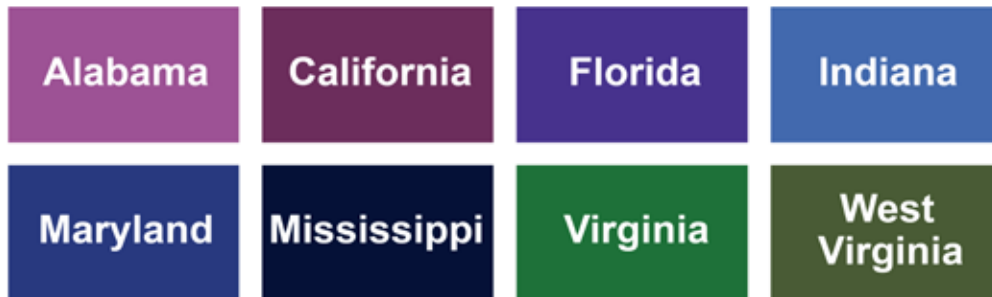 Alabama
California
Florida
Indiana
Maryland
Mississippi
Virginia
West
Virginia